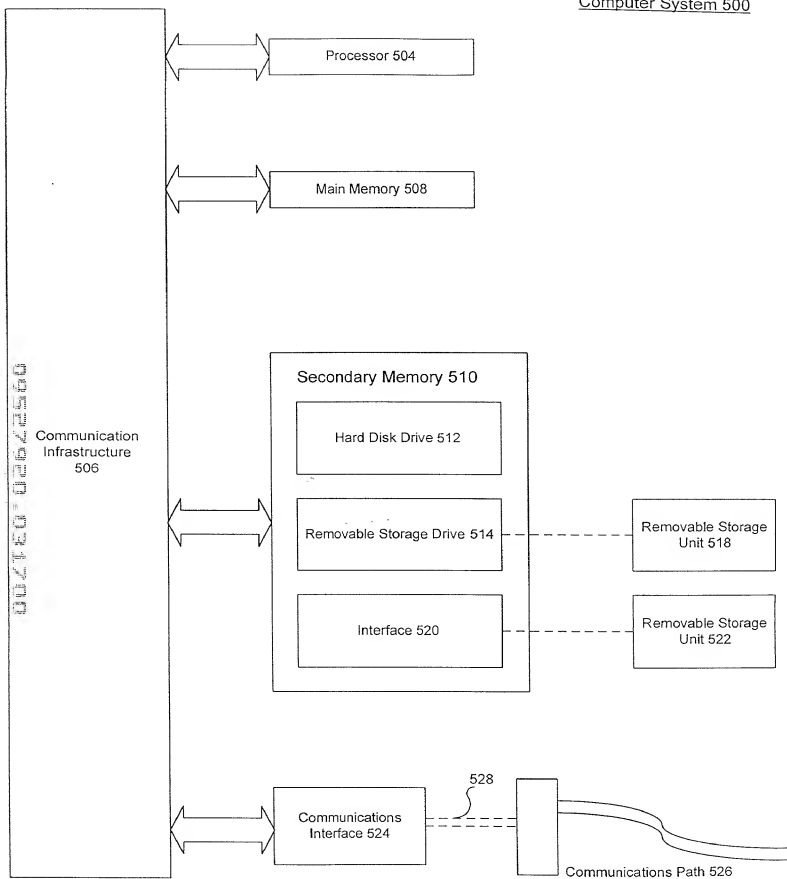 Computer System 500
Processor 504
Main Memory 508
Secondary Memory 510
Hard Disk Drive 512
Communication
Infrastructure
506
Removable Storage Drive 514
Removable Storage
Unit 518
Interface 520
Removable Storage
Unit 522
528
Communications
Interface 524
Communications Path 526